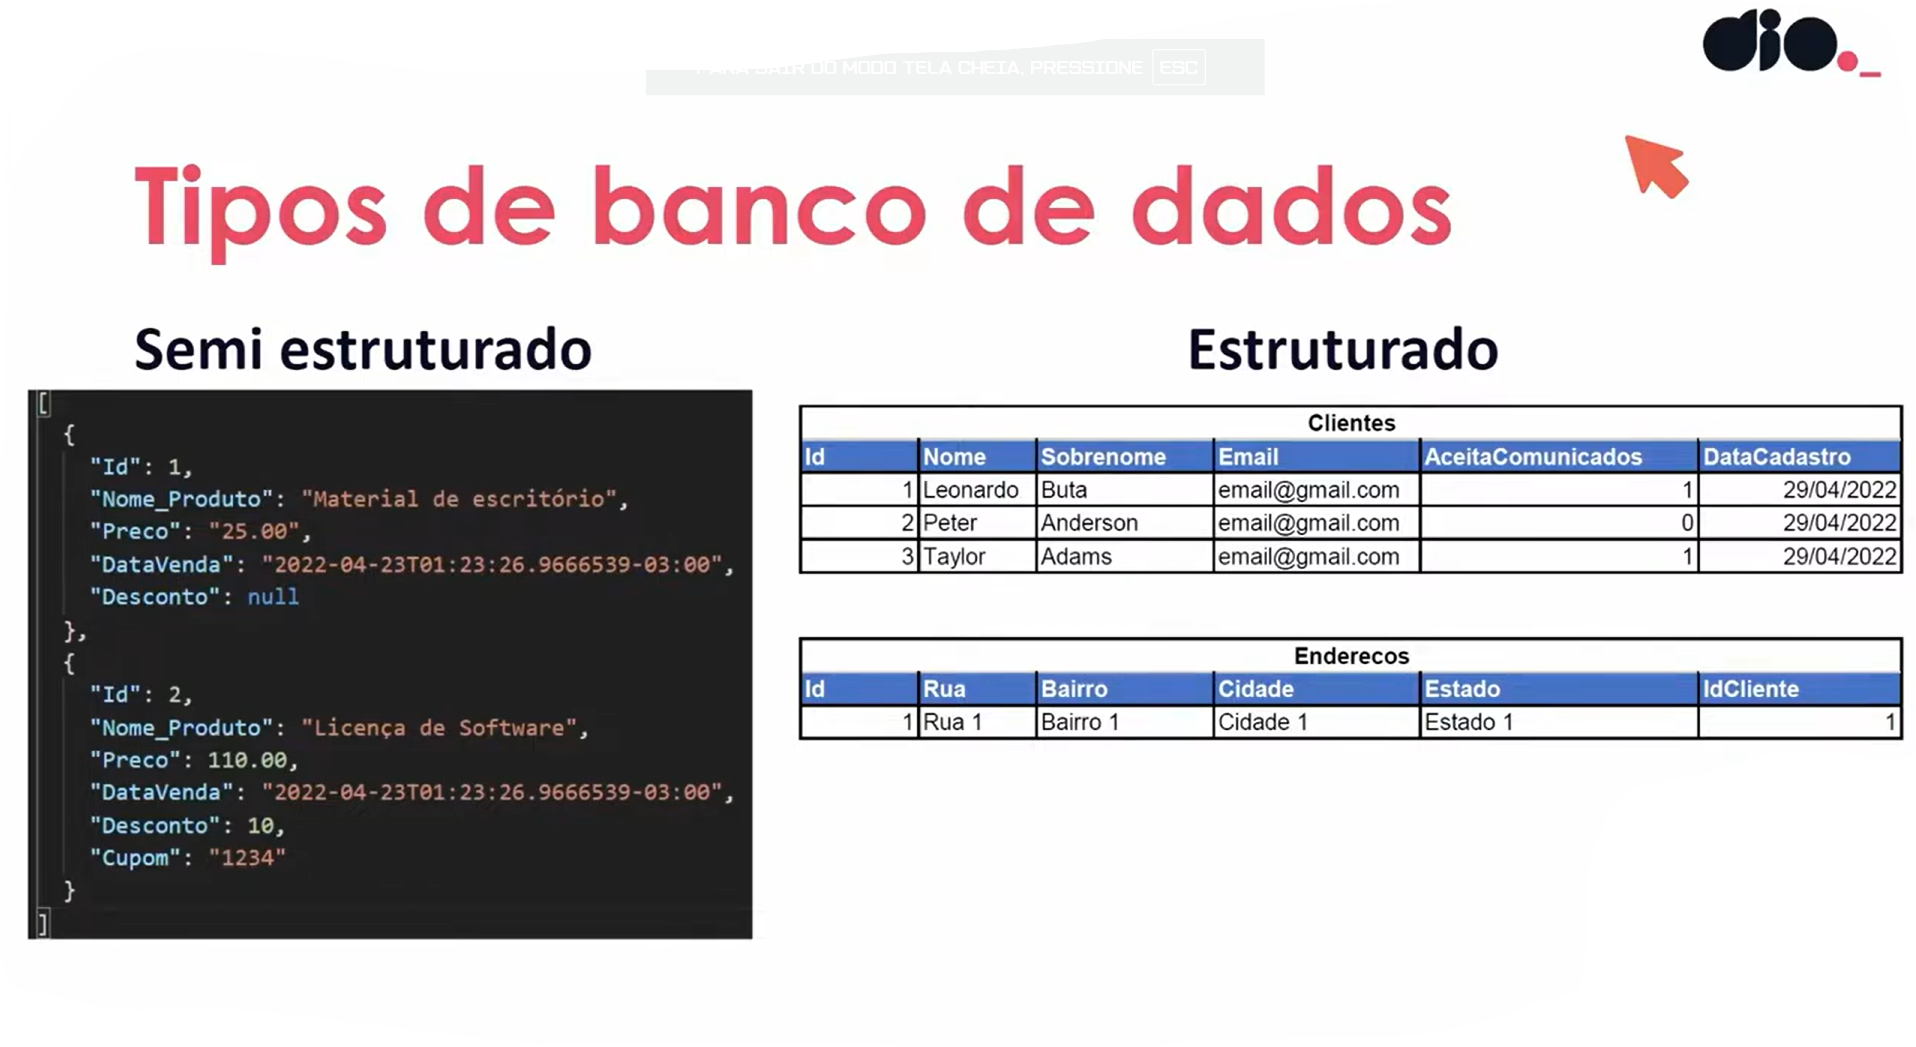 PARA SAIR DO MODO TELA CHEIA, PRESSIONE ESC
dio._
Tipos de banco de dados
Semi estruturado
[
{
"Id": 1,
"Nome_Produto": "Material de escritório",
"Preco": "25.00",
"DataVenda": "2022-04-23T01:23:26.9666539-03:00",
"Desconto": null
},
{
"Id": 2,
"Nome_Produto": "Licença de Software",
"Preco": 110.00,
"DataVenda": "2022-04-23T01:23:26.9666539-03:00",
"Desconto": 10,
"Cupom": "1234"
}
]
Estruturado
Clientes
Id Nome Sobrenome Email AceitaComunicados DataCadastro
1 Leonardo Buta email@gmail.com 1 29/04/2022
2 Peter Anderson email@gmail.com 0 29/04/2022
3 Taylor Adams email@gmail.com 1 29/04/2022
Enderecos
Id Rua Bairro Cidade Estado IdCliente
1 Rua 1 Bairro 1 Cidade 1 Estado 1 1